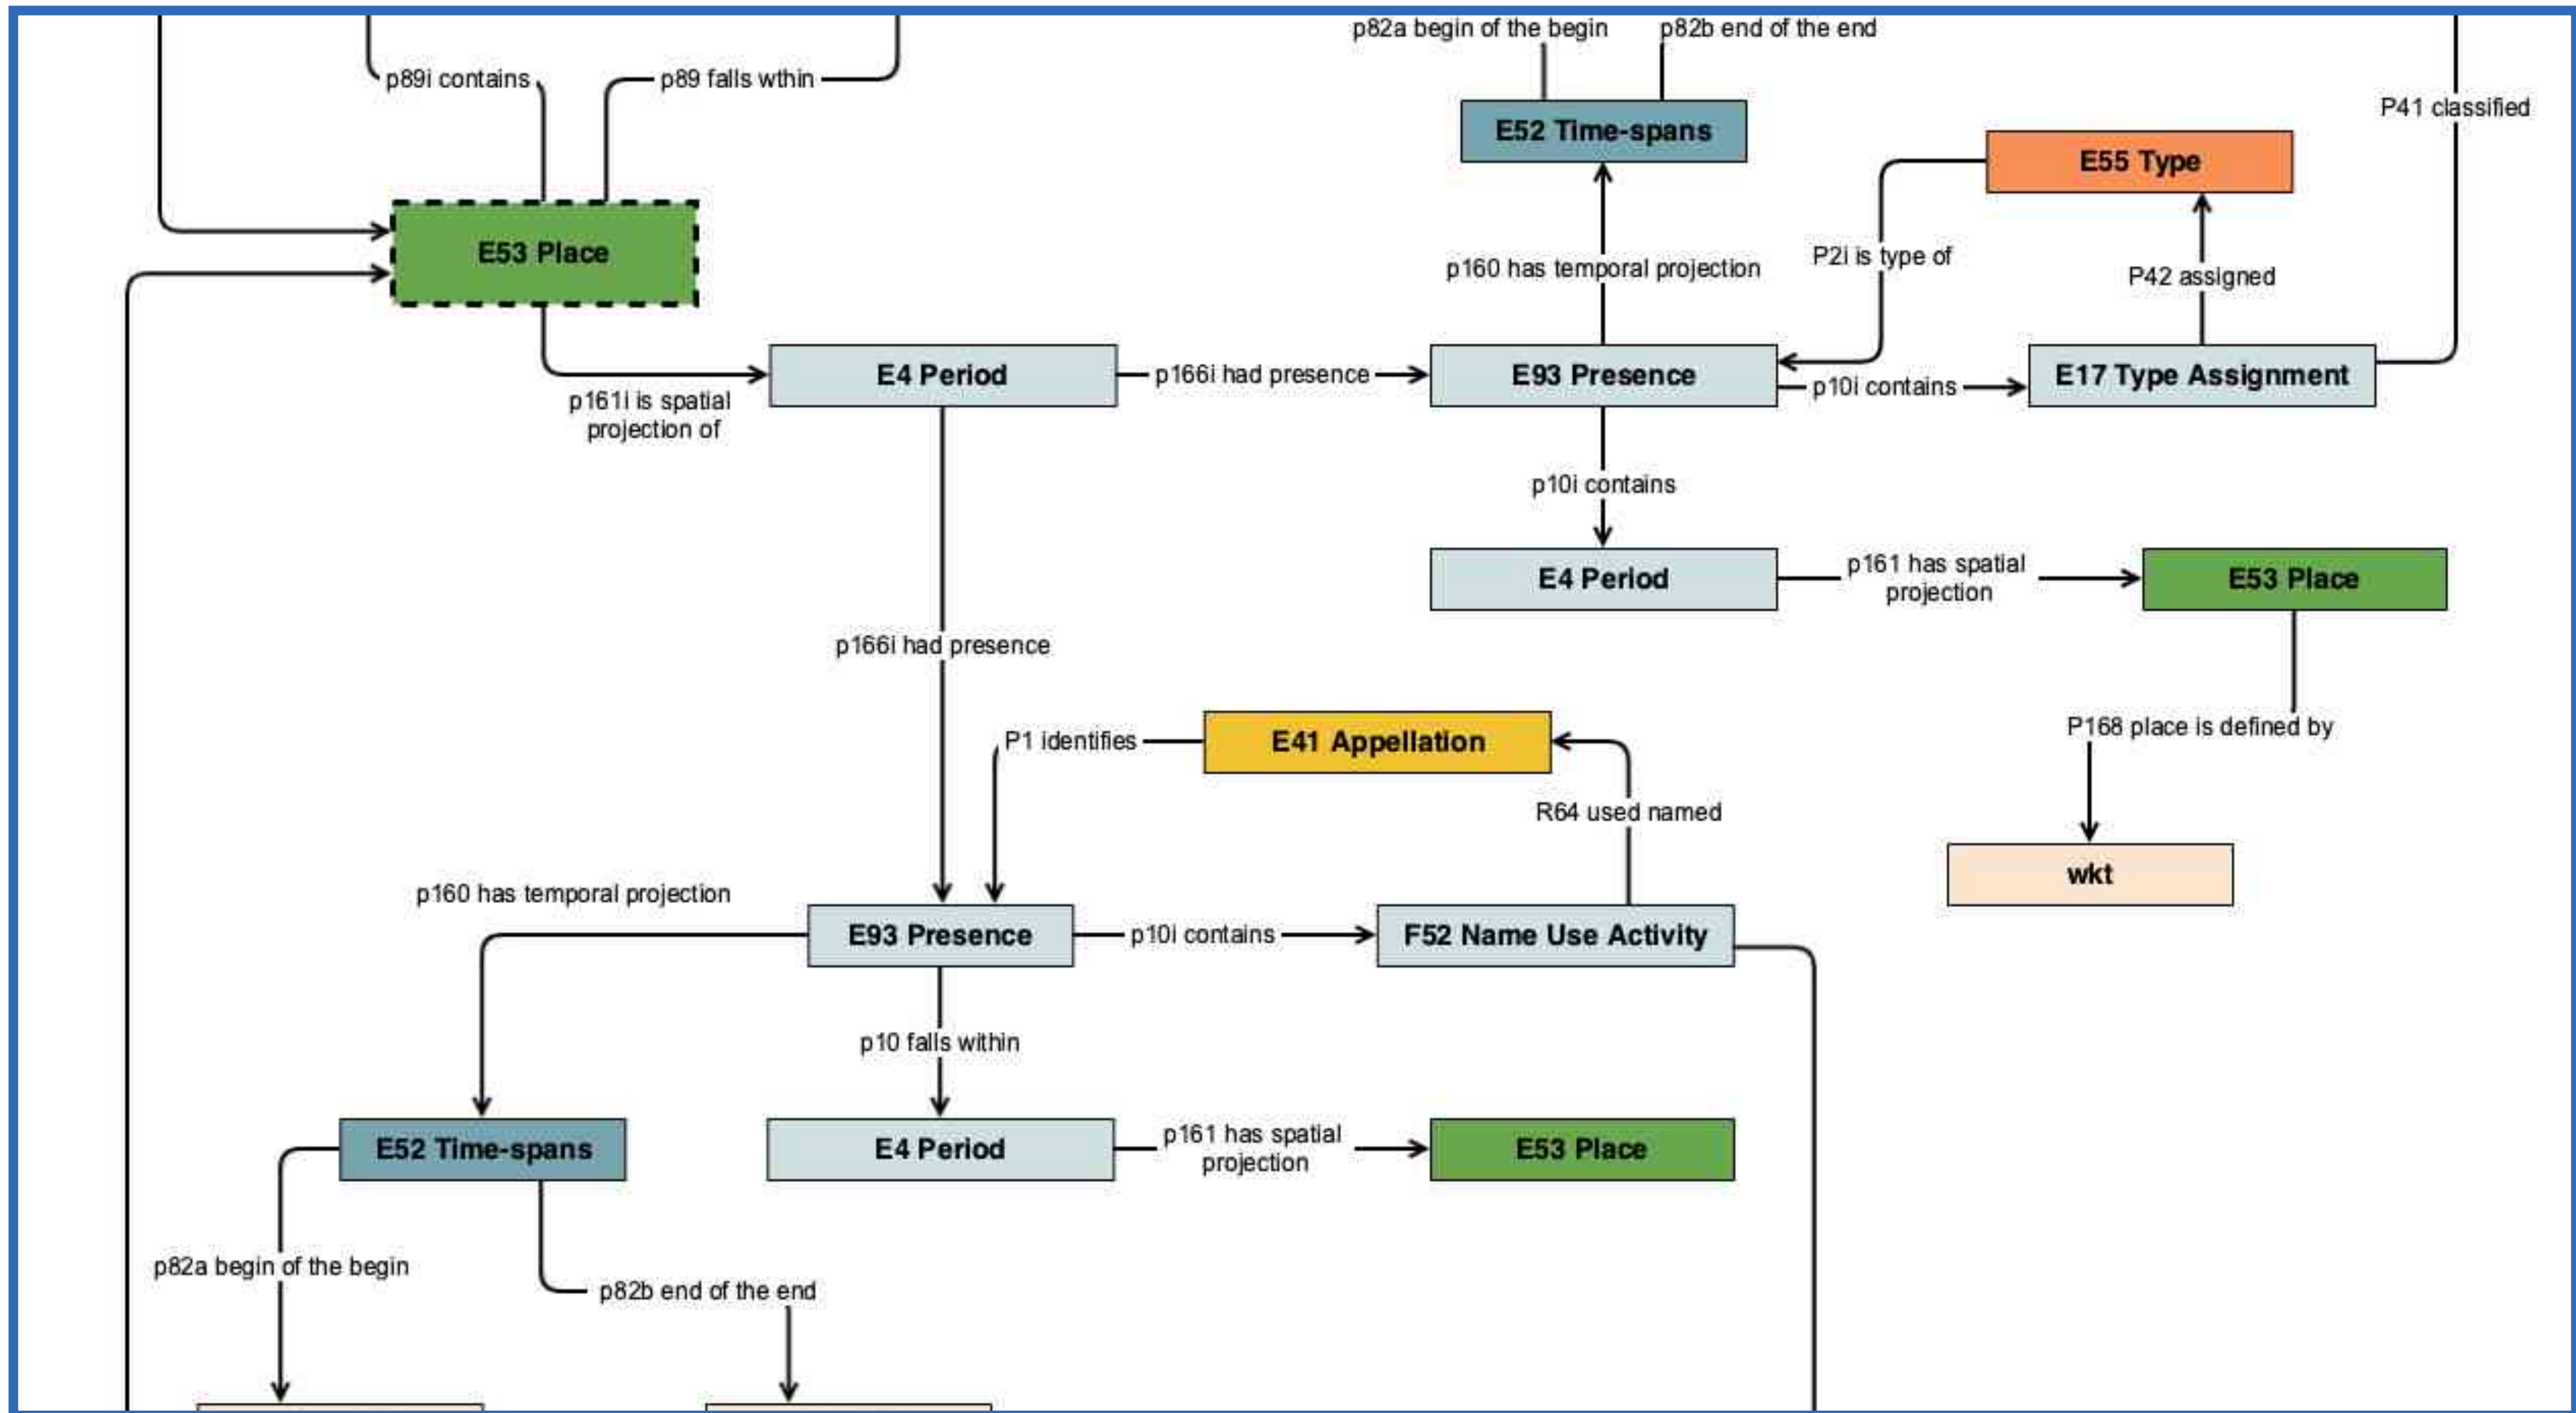 p82a begin of the begin
p82b end of the end
p89i contains
p89 falls wthin
P41 classified
E52 Time-spans
E55 Type
E53 Place
P2i is type of
p160 has temporal projection
P42 assigned
E4 Period
p166i had presence
E93 Presence
p10i contains
E17 Type Assignment
p161i is spatial
projection of
p10i contains
E4 Period
p161 has spatial
projection
E53 Place
p166i had presence
P168 place is defined by
P1 identifies
E41 Appellation
R64 used named
wkt
p160 has temporal projection
E93 Presence
p10i contains
F52 Name Use Activity
p10 falls within
E52 Time-spans
E4 Period
p161 has spatial
projection
E53 Place
p82a begin of the begin
p82b end of the end